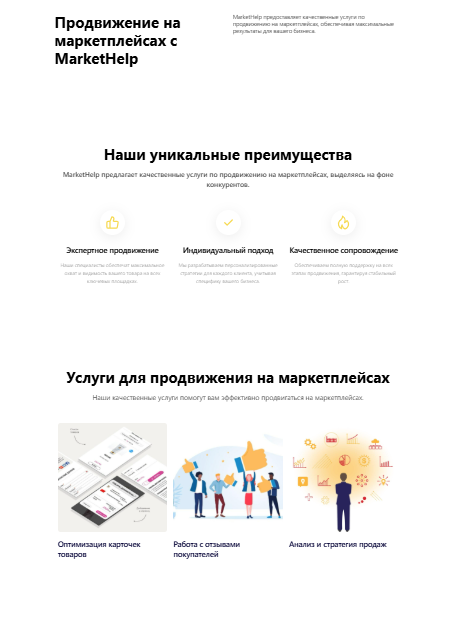 Продвижение на
маркетплейсах с
MarketHelp
MarketHelp предоставляет качественные услуги по
продвижению на маркетплейсах, обеспечивая максимальные
результаты для вашего бизнеса.
Наши уникальные преимущества
MarketHelp предлагает качественные услуги по продвижению на маркетплейсах, выделяясь на фоне
конкурентов.
Экспертное продвижение
Наши специалисты обеспечат максимальный
охват и видимость вашего товара на всех
ключевых площадках.
Индивидуальный подход
Мы разрабатываем персонализированные
стратегии для каждого клиента, учитывая
специфику вашего бизнеса.
Качественное сопровождение
Обеспечиваем полную поддержку на всех
этапах продвижения, гарантируя стабильный
рост.
Услуги для продвижения на маркетплейсах
Наши качественные услуги помогут вам эффективно продвигаться на маркетплейсах.
Оптимизация карточек
товаров
Работа с отзывами
покупателей
Анализ и стратегия продаж